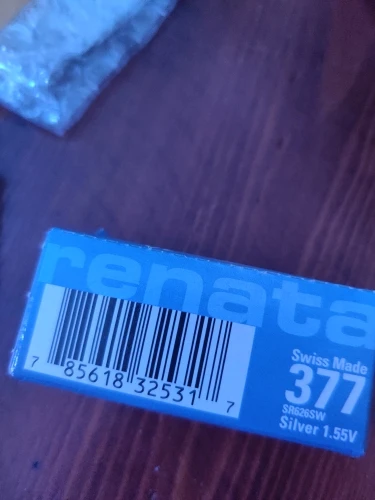 renata
Swiss Made
377
SR626SW
Silver 1.55V
7 85618 32531 7